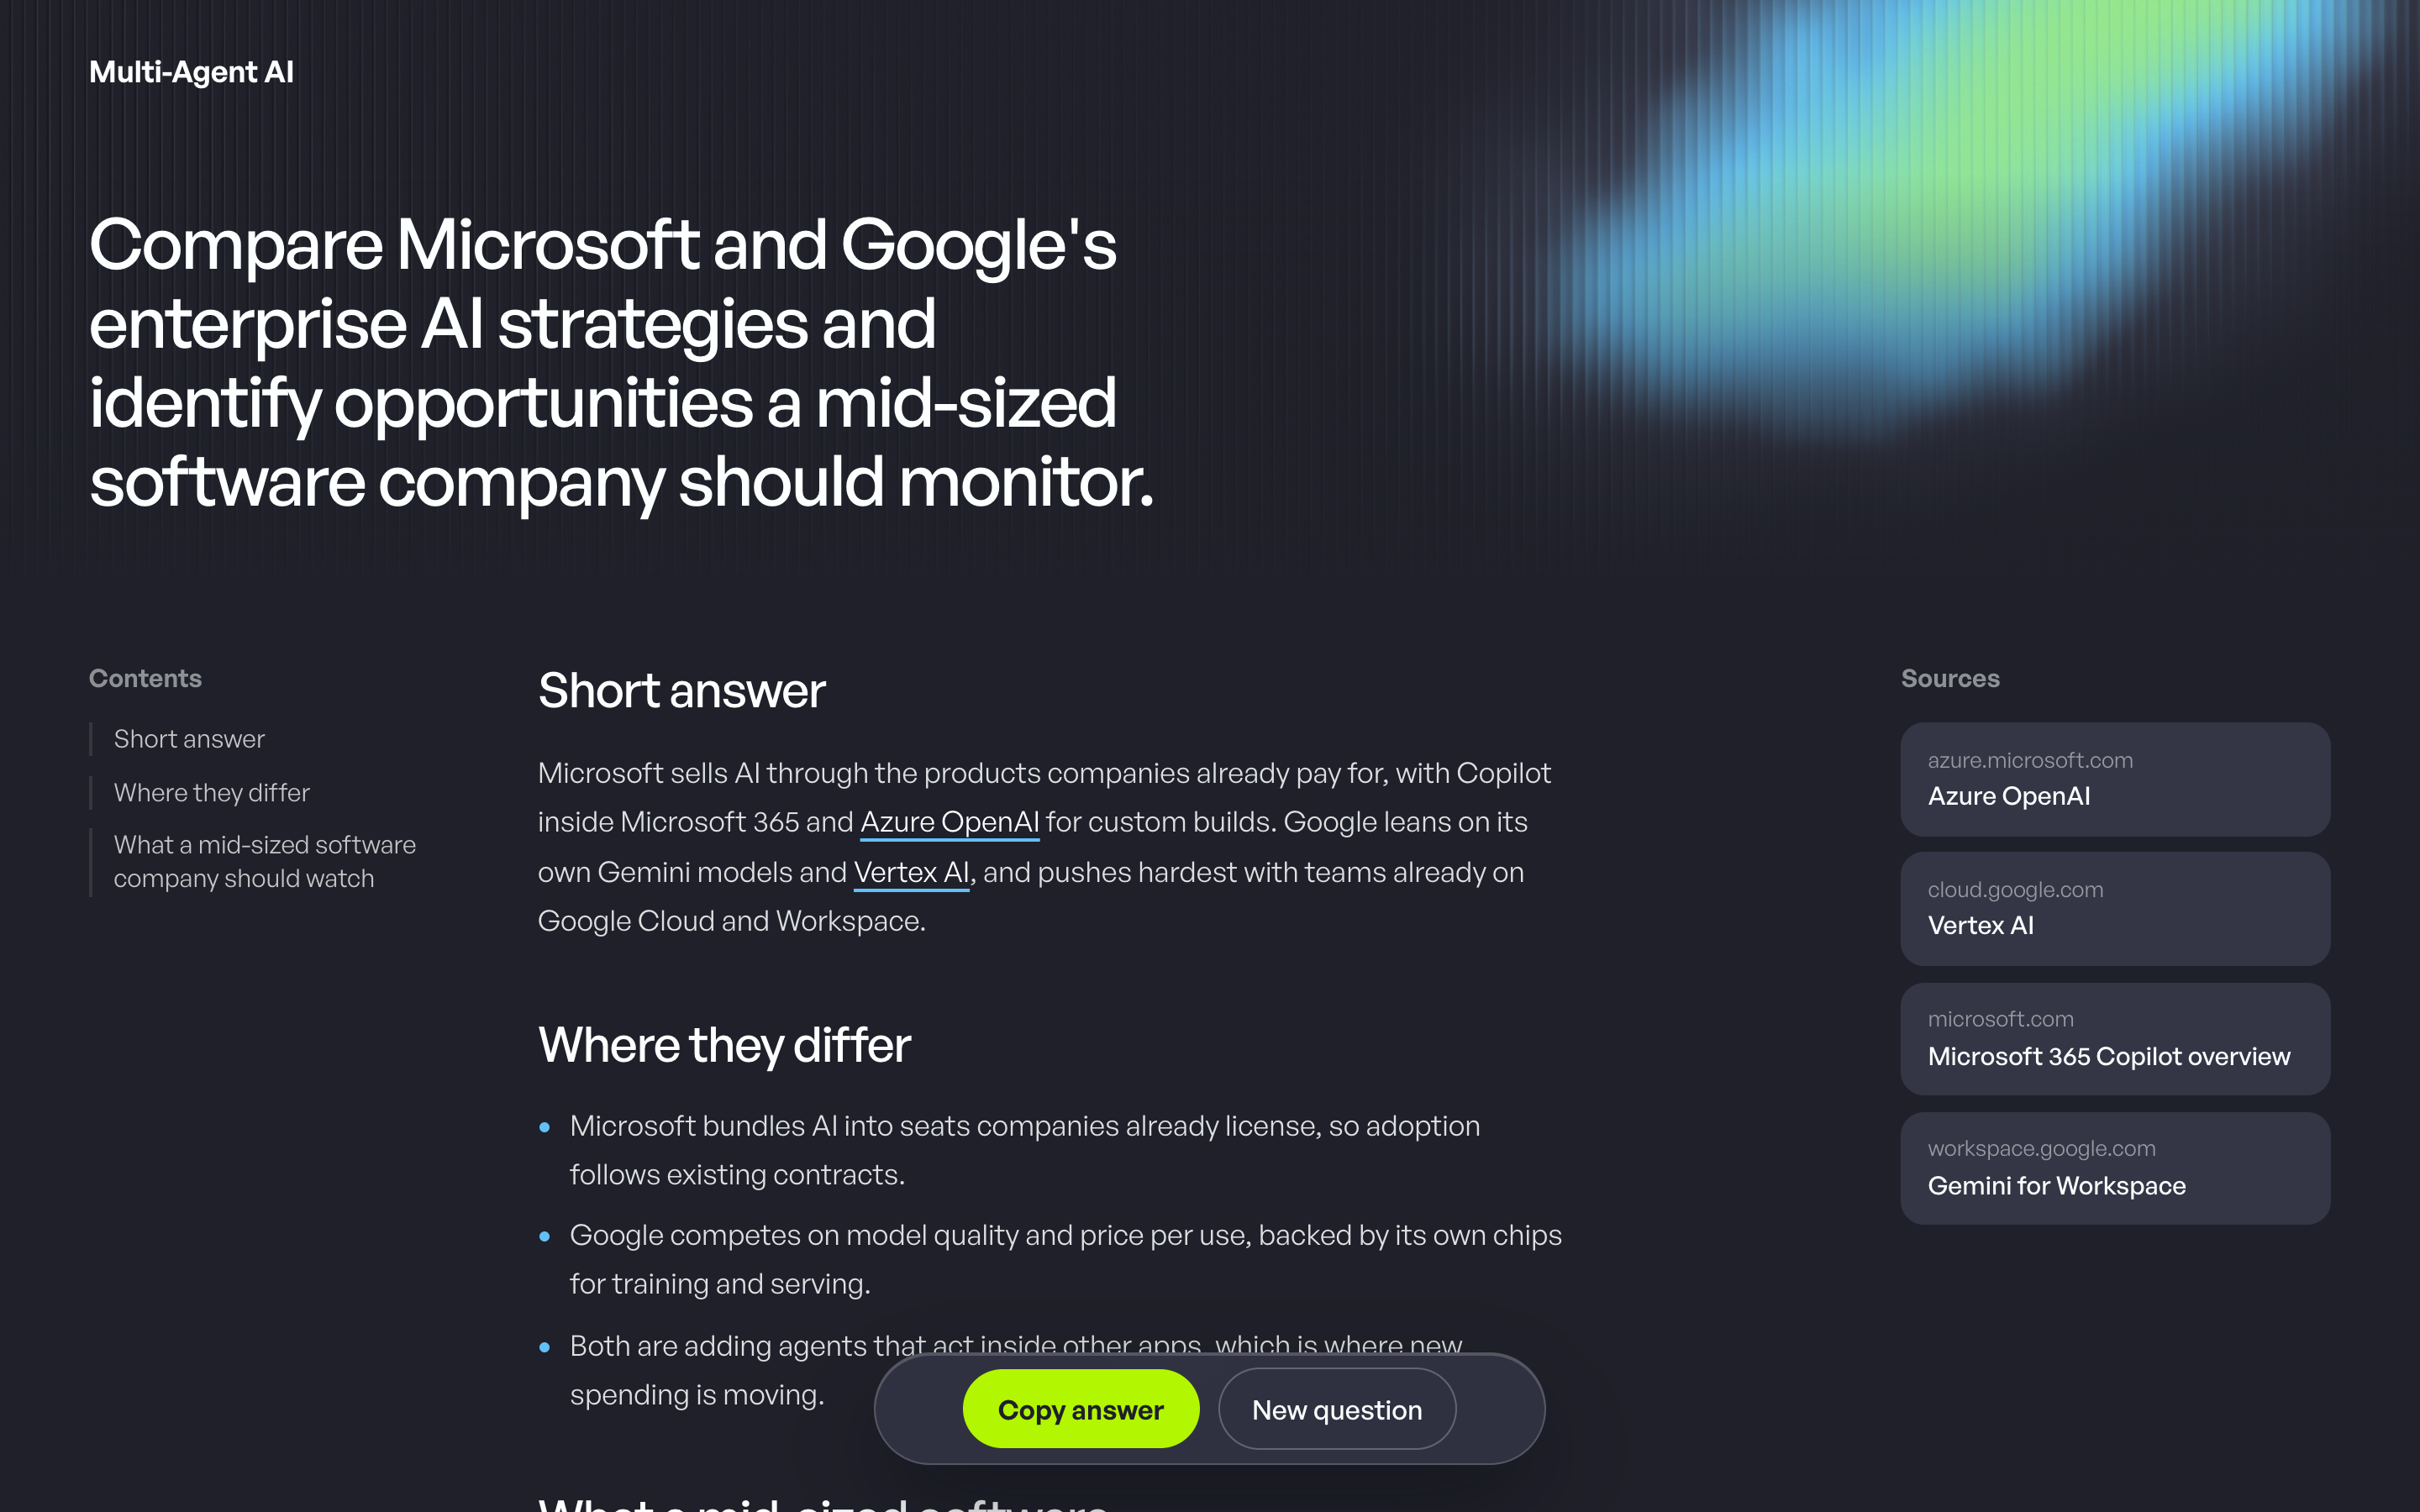 Multi-Agent AI
Compare Microsoft and Google's
enterprise AI strategies and
identify opportunities a mid-sized
software company should monitor.
Contents
Short answer
Where they differ
What a mid-sized software
company should watch
Short answer
Microsoft sells AI through the products companies already pay for, with Copilot
inside Microsoft 365 and Azure OpenAI for custom builds. Google leans on its
own Gemini models and Vertex AI, and pushes hardest with teams already on
Google Cloud and Workspace.
Where they differ
• Microsoft bundles AI into seats companies already license, so adoption
follows existing contracts.
• Google competes on model quality and price per use, backed by its own chips
for training and serving.
• Both are adding agents that act inside other apps, which is where new
spending is moving.
What a mid-sized software
Sources
azure.microsoft.com
Azure OpenAI
cloud.google.com
Vertex AI
microsoft.com
Microsoft 365 Copilot overview
workspace.google.com
Gemini for Workspace
Copy answer
New question